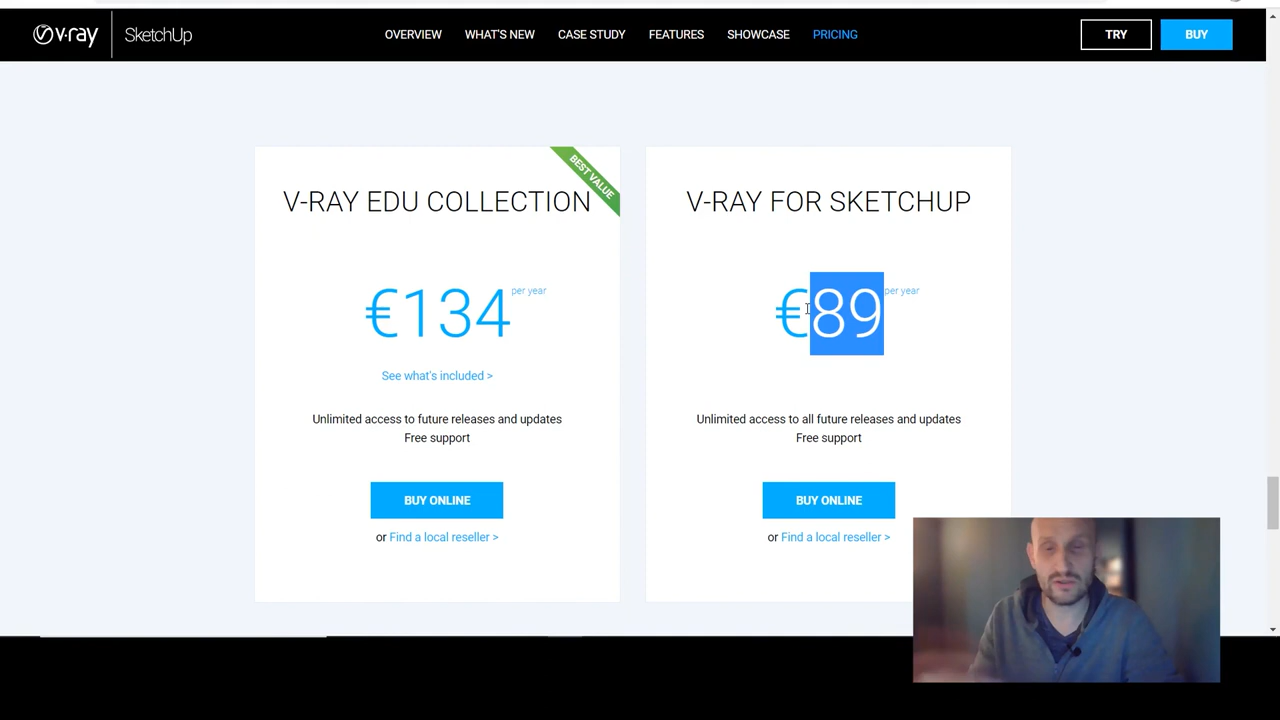 v·ray
SketchUp
OVERVIEW
WHAT'S NEW
CASE STUDY
FEATURES
SHOWCASE
PRICING
TRY
BUY
BEST VALUE
V-RAY EDU COLLECTION
€134 per year
See what's included >
Unlimited access to future releases and updates
Free support
BUY ONLINE
or Find a local reseller >
V-RAY FOR SKETCHUP
€89 per year
Unlimited access to all future releases and updates
Free support
BUY ONLINE
or Find a local reseller >